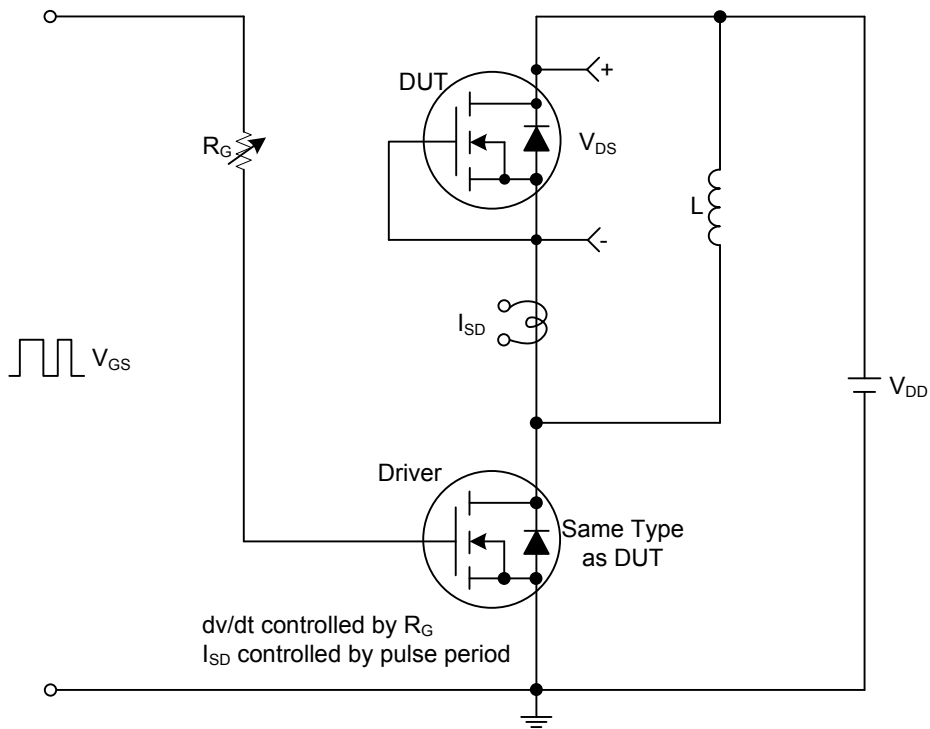 +
DUT
R_G
V_DS
L
-
I_SD
V_GS
V_DD
Driver
Same Type
as DUT
dv/dt controlled by R_G
I_SD controlled by pulse period